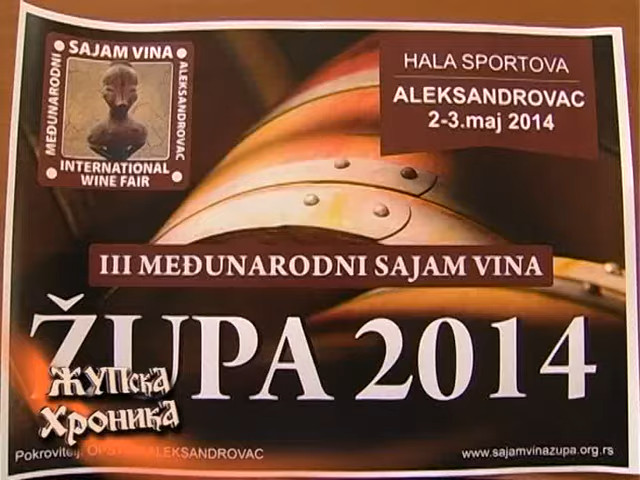 SAJAM VINA
MEĐUNARODNI
ALEKSANDROVAC
INTERNATIONAL
WINE FAIR
HALA SPORTOVA
ALEKSANDROVAC
2-3.maj 2014
III MEĐUNARODNI SAJAM VINA
ŽUPA 2014
жупска
хроника
ALEKSANDROVAC
www.sajamvinazupa.org.rs